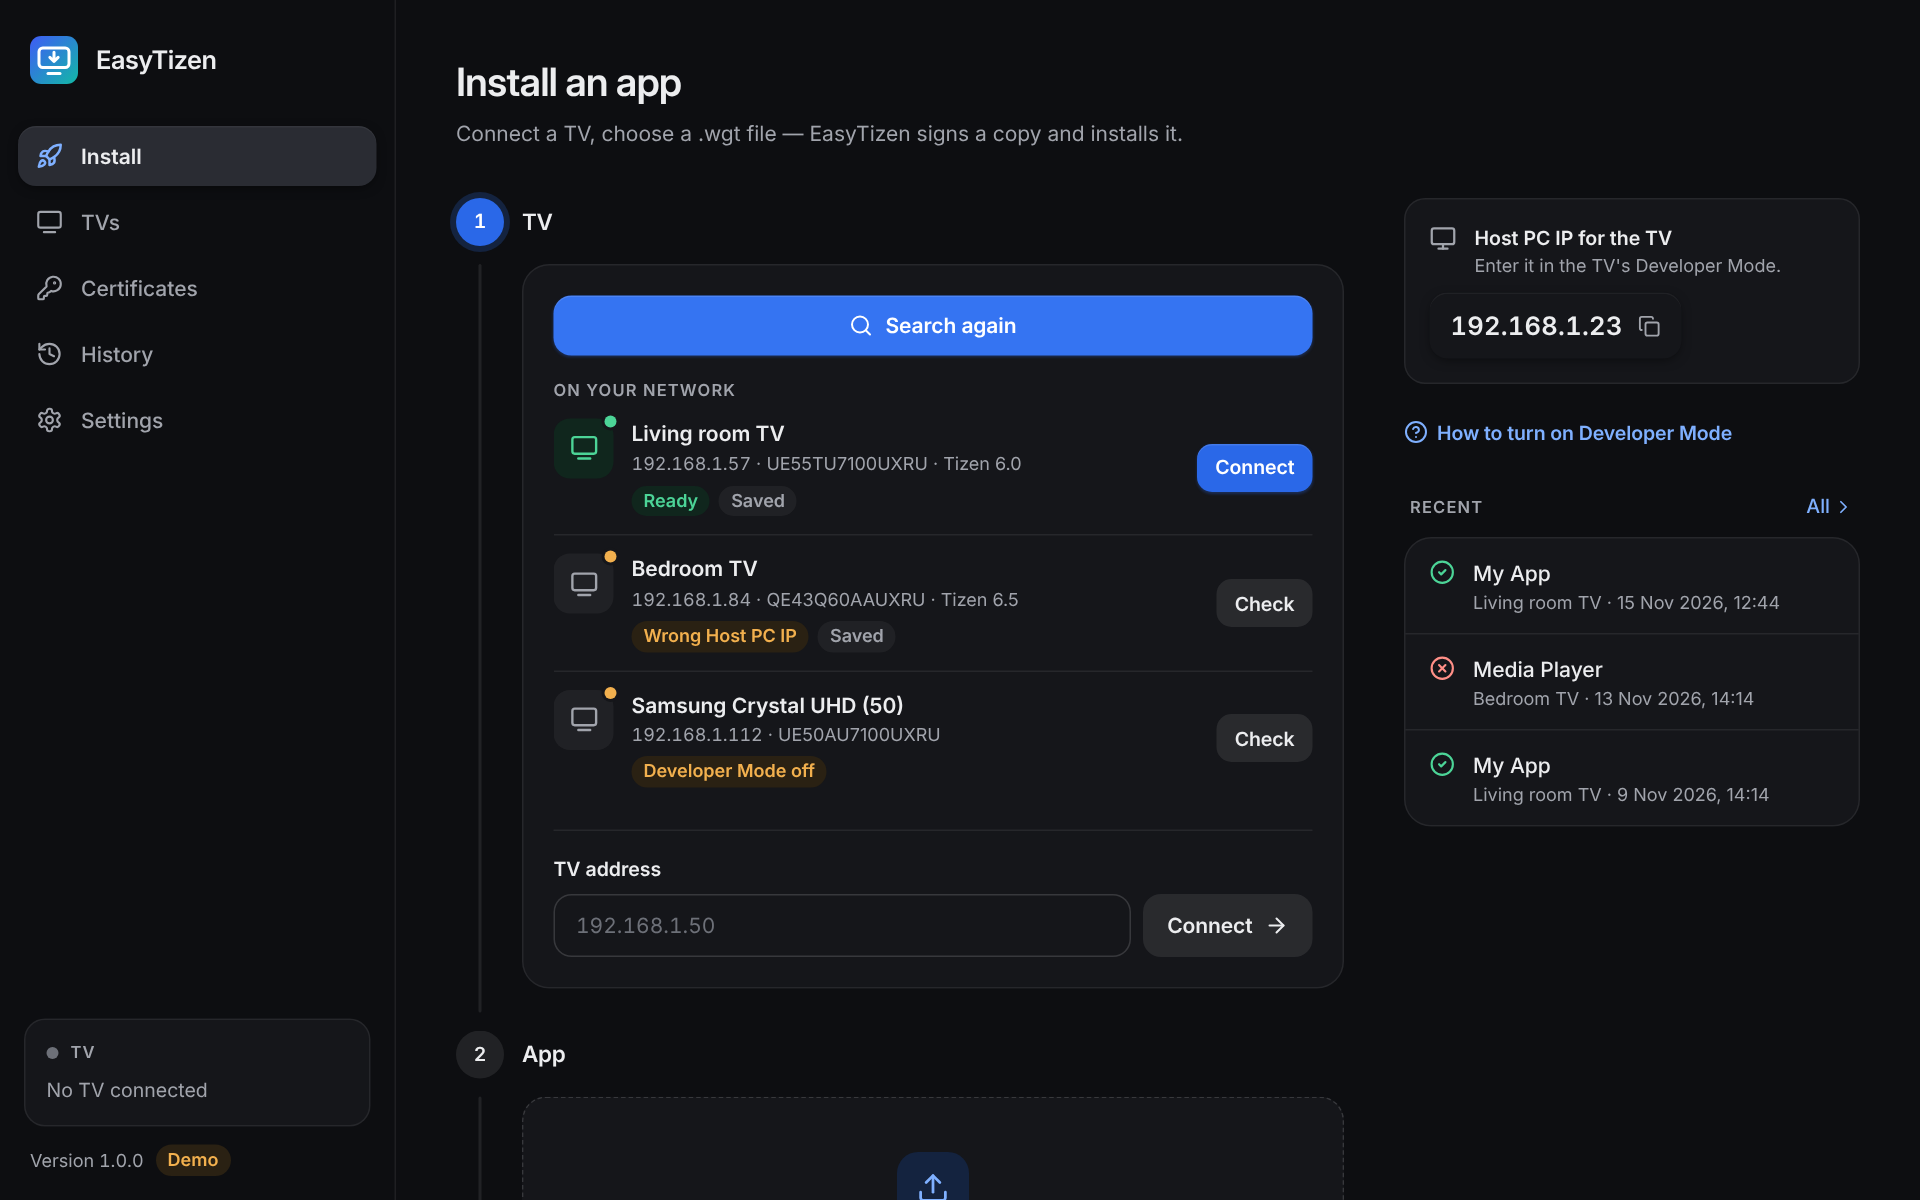 EasyTizen
Install
TVs
Certificates
History
Settings
TV
No TV connected
Version 1.0.0 Demo
Install an app
Connect a TV, choose a .wgt file — EasyTizen signs a copy and installs it.
1 TV
Search again
ON YOUR NETWORK
Living room TV
192.168.1.57 · UE55TU7100UXRU · Tizen 6.0
Ready Saved
Connect
Bedroom TV
192.168.1.84 · QE43Q60AAUXRU · Tizen 6.5
Wrong Host PC IP Saved
Check
Samsung Crystal UHD (50)
192.168.1.112 · UE50AU7100UXRU
Developer Mode off
Check
TV address
192.168.1.50
Connect
2 App
Host PC IP for the TV
Enter it in the TV's Developer Mode.
192.168.1.23
How to turn on Developer Mode
RECENT All
My App
Living room TV · 15 Nov 2026, 12:44
Media Player
Bedroom TV · 13 Nov 2026, 14:14
My App
Living room TV · 9 Nov 2026, 14:14